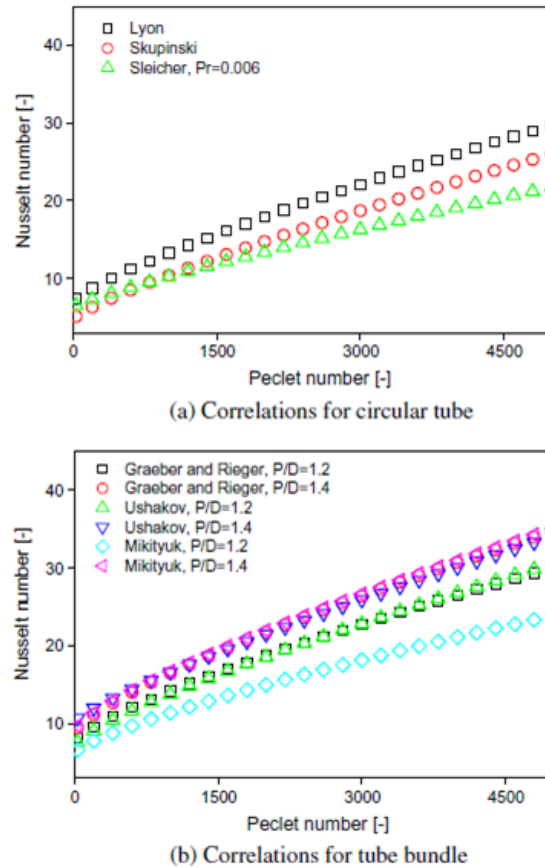 40
30
20
10
Nusselt number [-]
Lyon
Skupinski
Sleicher, Pr=0.006
0 1500 3000 4500
Peclet number [-]
(a) Correlations for circular tube
40
30
20
10
Nusselt number [-]
Graeber and Rieger, P/D=1.2
Graeber and Rieger, P/D=1.4
Ushakov, P/D=1.2
Ushakov, P/D=1.4
Mikityuk, P/D=1.2
Mikityuk, P/D=1.4
0 1500 3000 4500
Peclet number [-]
(b) Correlations for tube bundle